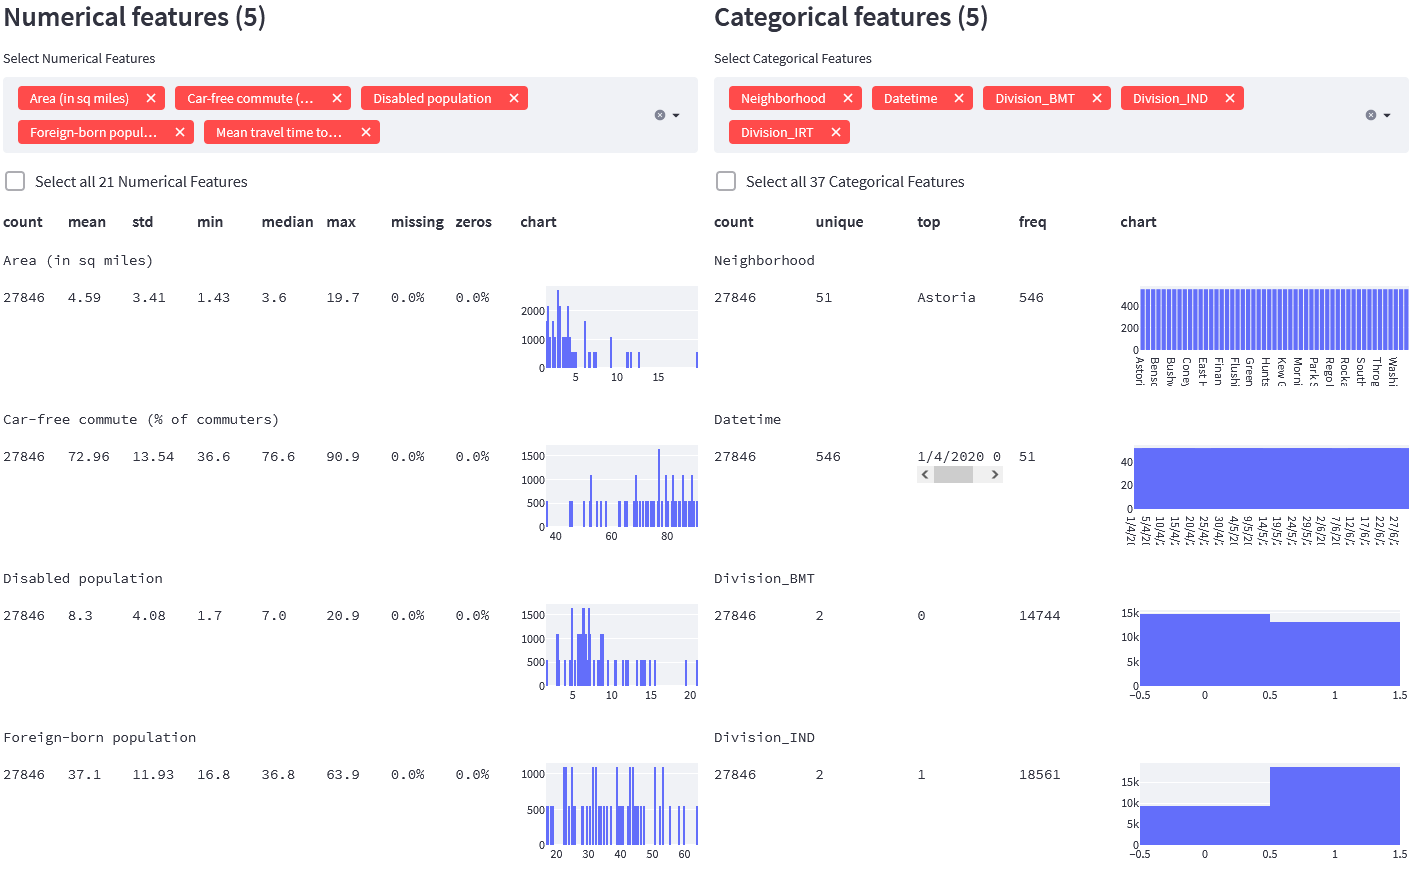 Numerical features (5)
Select Numerical Features
Area (in sq miles)
Car-free commute (...
Disabled population
Foreign-born popul...
Mean travel time to...
Select all 21 Numerical Features
count mean std min median max missing zeros chart
Area (in sq miles)
27846 4.59 3.41 1.43 3.6 19.7 0.0% 0.0%
2000
1000
0
5 10 15
Car-free commute (% of commuters)
27846 72.96 13.54 36.6 76.6 90.9 0.0% 0.0%
1500
1000
500
0
40 60 80
Disabled population
27846 8.3 4.08 1.7 7.0 20.9 0.0% 0.0%
1500
1000
500
0
5 10 15 20
Foreign-born population
27846 37.1 11.93 16.8 36.8 63.9 0.0% 0.0%
1000
500
0
20 30 40 50 60
Categorical features (5)
Select Categorical Features
Neighborhood
Datetime
Division_BMT
Division_IND
Division_IRT
Select all 37 Categorical Features
count unique top freq chart
Neighborhood
27846 51 Astoria 546
400
200
0
Astori Bensc Bushv Coney East H Finan Flushi Green Hunts Kew G Morni Park S Rego Rocka South Throg Washi
Datetime
27846 546 1/4/2020 0 51
40
20
0
1/4/2( 5/4/2( 10/4/ 15/4/ 20/4/ 25/4/ 30/4/ 4/5/2( 9/5/2( 14/5/ 19/5/ 24/5/ 29/5/ 2/6/2( 7/6/2( 12/6/ 17/6/ 22/6/ 27/6/
Division_BMT
27846 2 0 14744
15k
10k
5k
0
−0.5 0 0.5 1 1.5
Division_IND
27846 2 1 18561
15k
10k
5k
0
−0.5 0 0.5 1 1.5